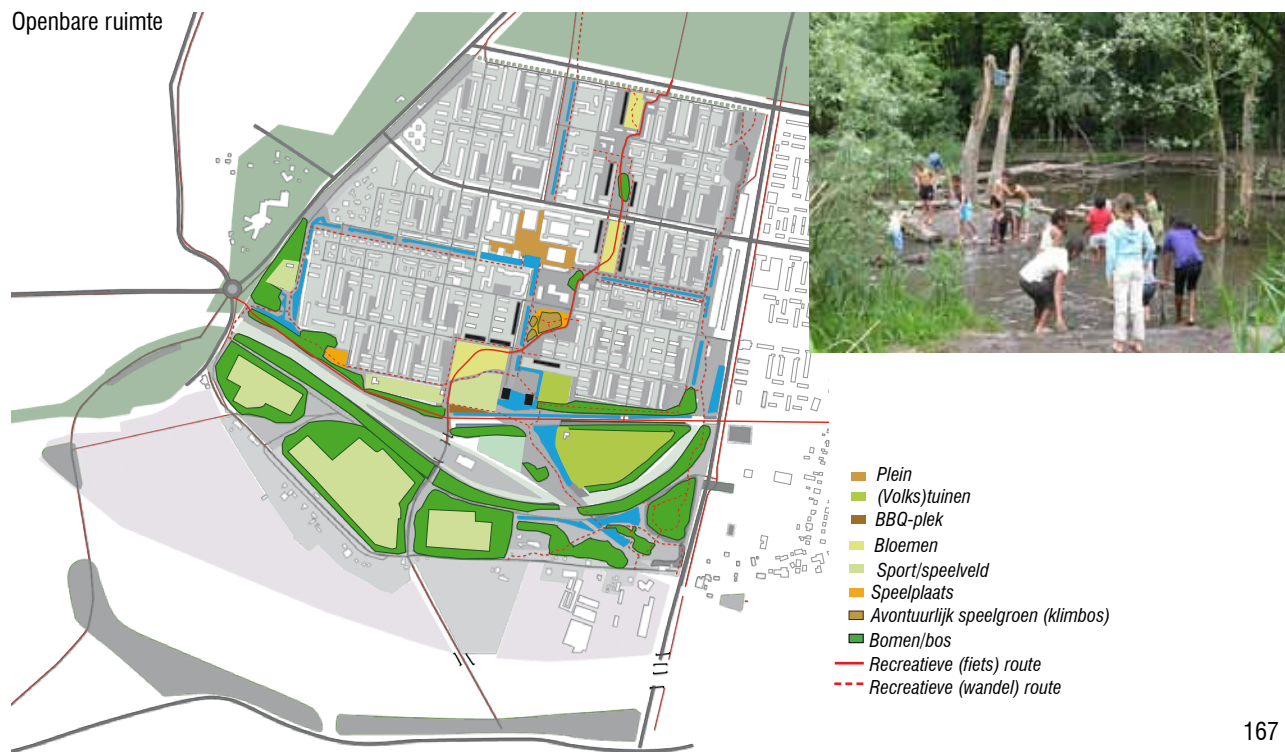 Openbare ruimte
Plein
(Volks)tuinen
BBQ-plek
Bloemen
Sport/speelveld
Speelplaats
Avontuurlijk speelgroen (klimbos)
Bomen/bos
Recreatieve (fiets) route
Recreatieve (wandel) route
167